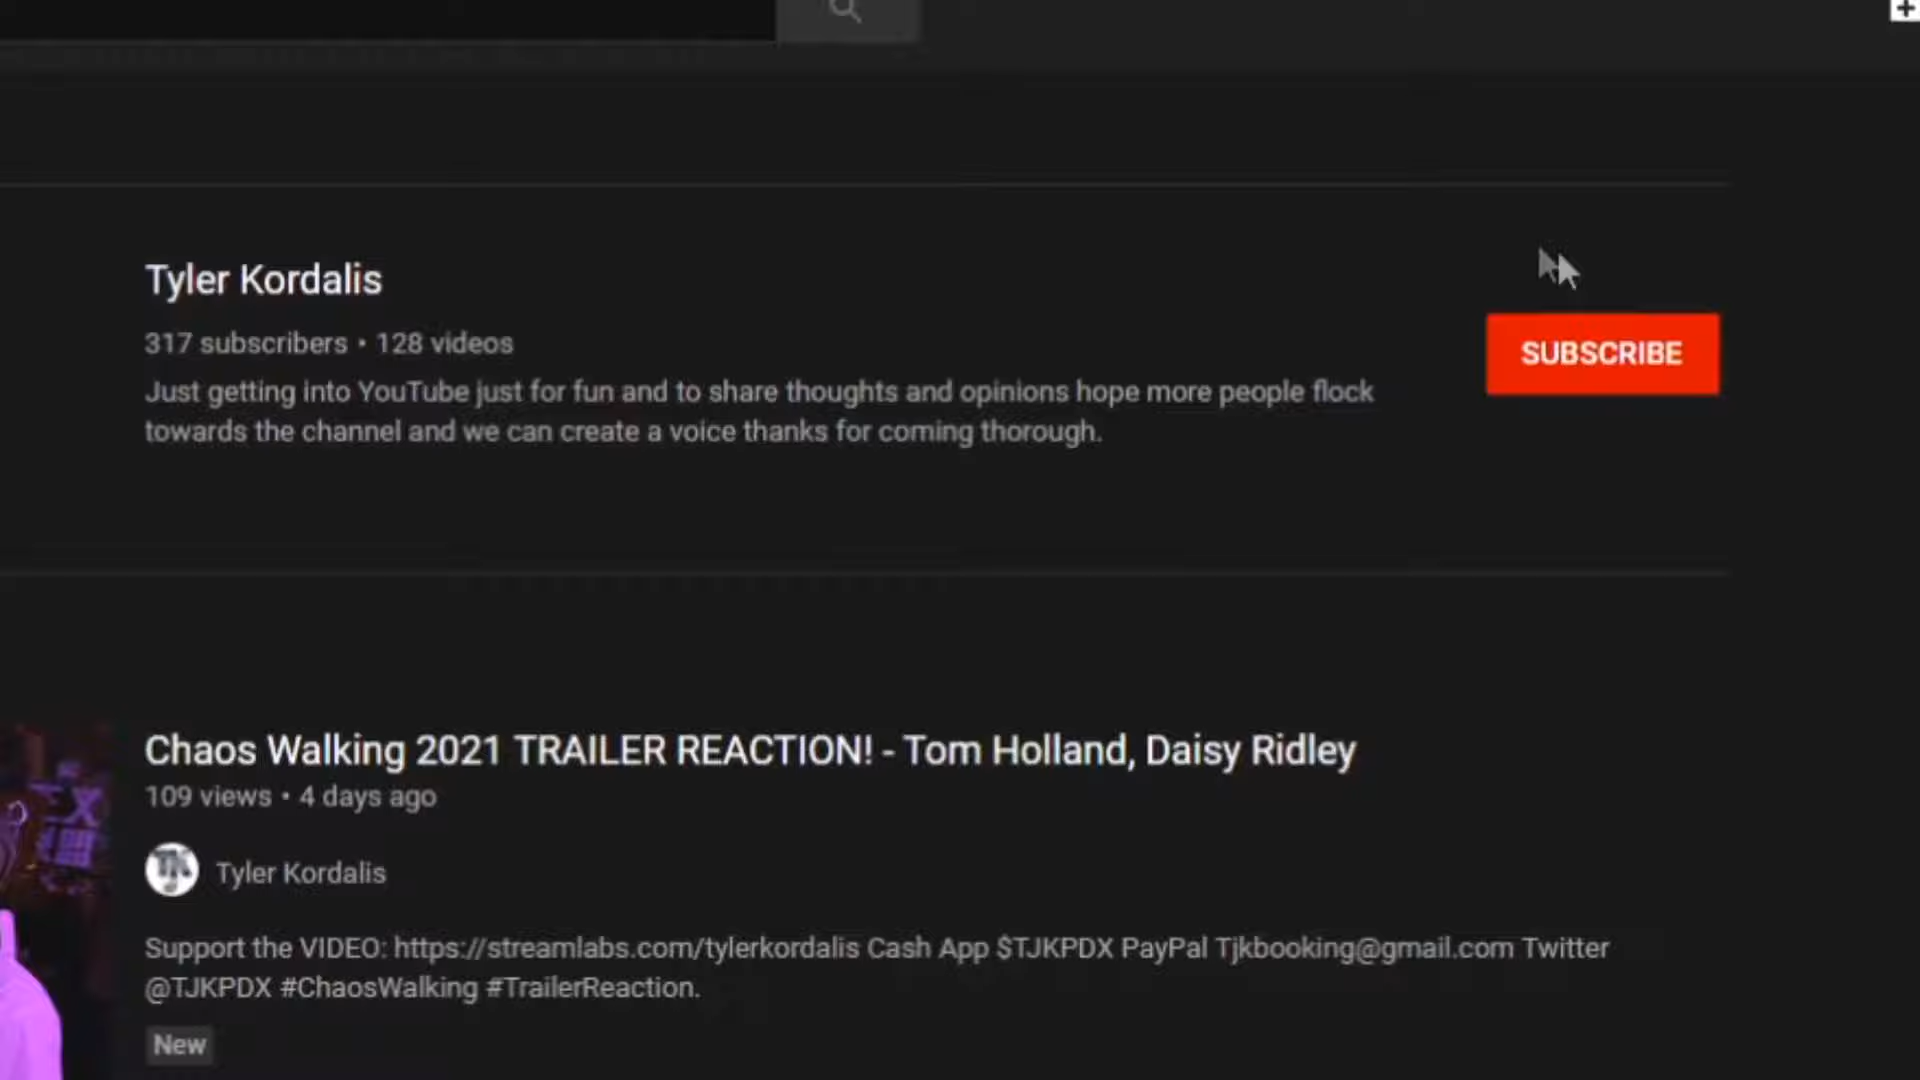 Tyler Kordalis
317 subscribers • 128 videos
SUBSCRIBE
Just getting into YouTube just for fun and to share thoughts and opinions hope more people flock
towards the channel and we can create a voice thanks for coming thorough.
Chaos Walking 2021 TRAILER REACTION! - Tom Holland, Daisy Ridley
109 views • 4 days ago
Tyler Kordalis
Support the VIDEO: https://streamlabs.com/tylerkordalis Cash App $TJKPDX PayPal Tjkbooking@gmail.com Twitter
@TJKPDX #ChaosWalking #TrailerReaction.
New